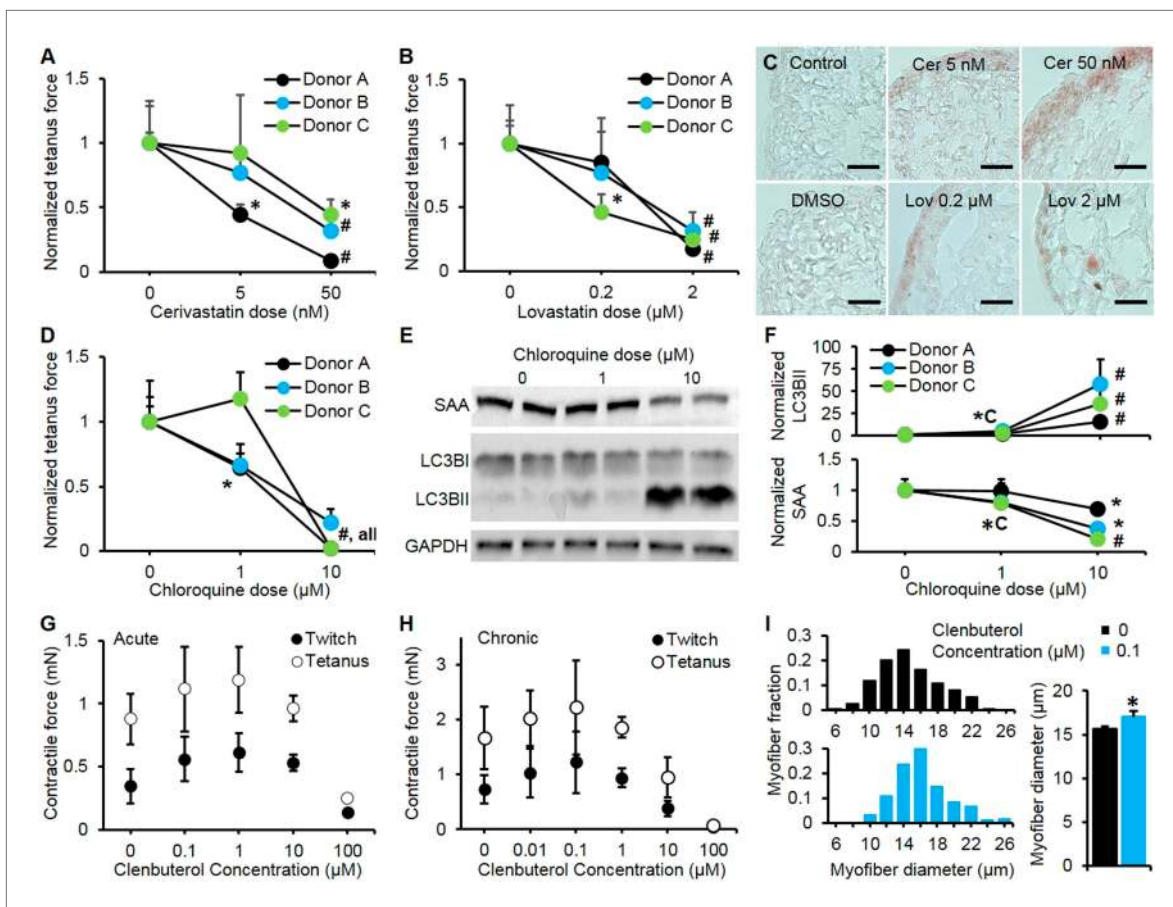 A
Normalized tetanus force
1.5
1
0.5
0
Donor A
Donor B
Donor C
*
*
#
#
0
5
50
Cerivastatin dose (nM)
B
Normalized tetanus force
1.5
1
0.5
0
Donor A
Donor B
Donor C
*
#
#
#
0
0.2
2
Lovastatin dose (µM)
C
Control
Cer 5 nM
Cer 50 nM
DMSO
Lov 0.2 µM
Lov 2 µM
D
Normalized tetanus force
1.5
1
0.5
0
Donor A
Donor B
Donor C
*
#, all
0
1
10
Chloroquine dose (µM)
E
Chloroquine dose (µM)
0
1
10
SAA
LC3BI
LC3BII
GAPDH
F
Normalized
LC3BII
100
75
50
25
0
Donor A
Donor B
Donor C
*C
#
#
#
Normalized
SAA
1.5
1
0.5
0
*C
*
*
#
0
1
10
Chloroquine dose (µM)
G
Acute
Twitch
Tetanus
Contractile force (mN)
1.5
1
0.5
0
0
0.1
1
10
100
Clenbuterol Concentration (µM)
H
Chronic
Twitch
Tetanus
Contractile force (mN)
3
2
1
0
0
0.01
0.1
1
10
100
Clenbuterol Concentration (µM)
I
Clenbuterol
Concentration (µM)
0
0.1
Myofiber fraction
0.3
0.2
0.1
0
6
10
14
18
22
26
0.3
0.2
0.1
0
6
10
14
18
22
26
Myofiber diameter (µm)
Myofiber diameter (µm)
20
15
10
5
0
*